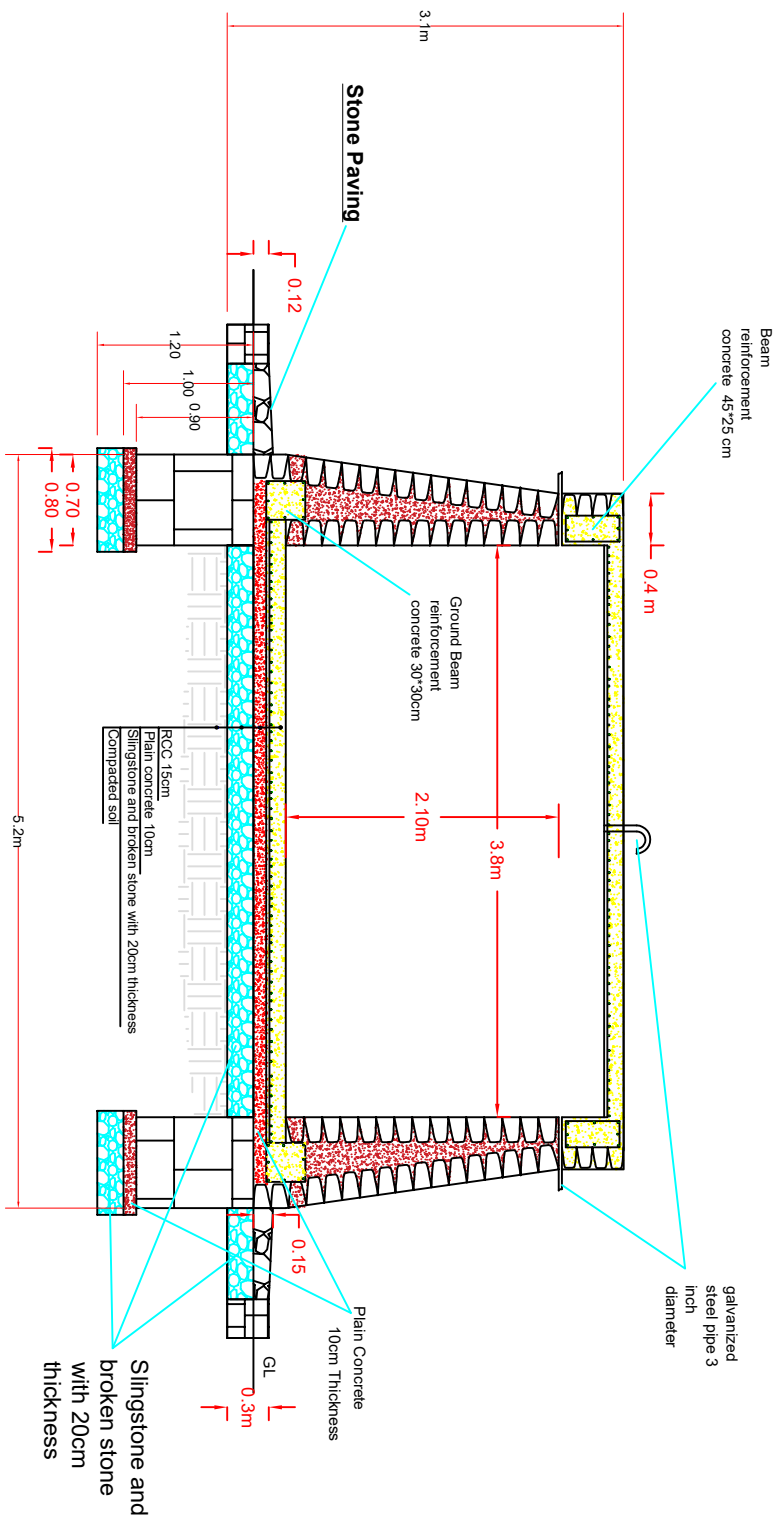 3.1m
Beam
reinforcement
concrete 45*25 cm
0.4 m
galvanized
steel pipe 3
inch
diameter
Stone Paving
0.12
Ground Beam
reinforcement
concrete 30*30cm
2.10m
3.8m
0.15
Plain Concrete
10cm Thickness
GL
0.3m
1.20
1.00
0.90
0.70
0.80
RCC 15cm
Plain concrete 10cm
Slingstone and broken stone with 20cm thickness
Compacted soil
Slingstone and
broken stone
with 20cm
thickness
5.2m